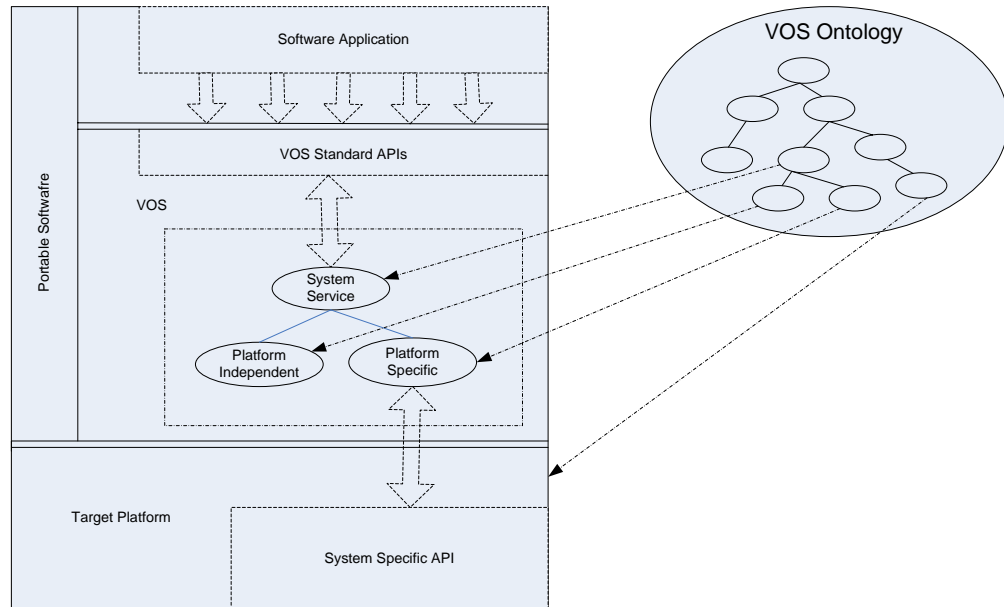 Software Application
VOS Ontology
VOS Standard APIs
VOS
Portable Softwafre
System
Service
Platform
Independent
Platform
Specific
Target Platform
System Specific API